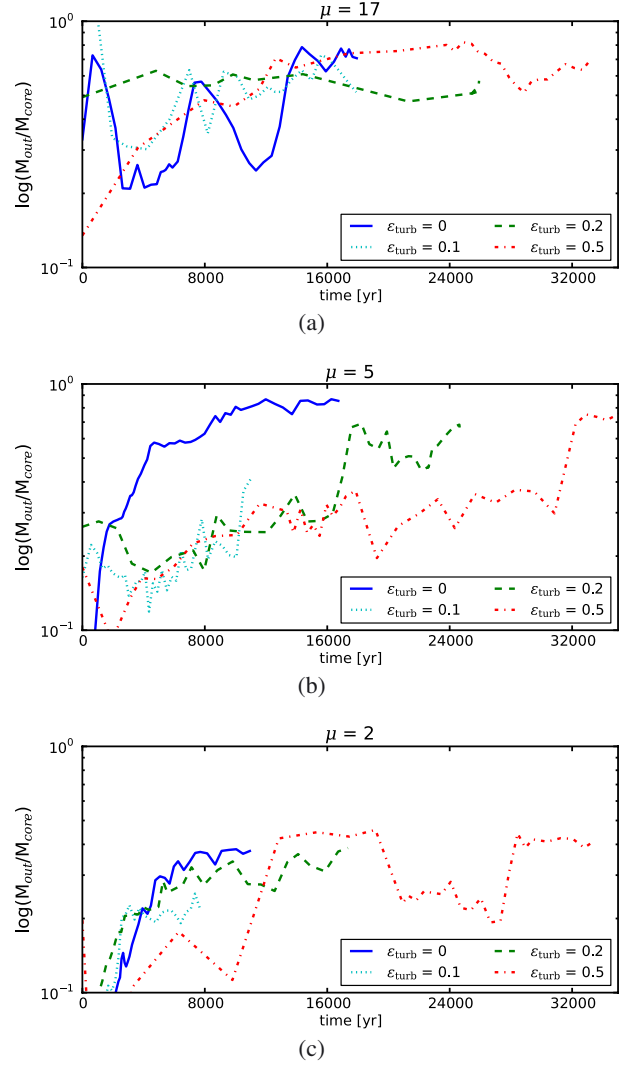 μ = 17
10⁰
log(M_out/M_core)
ε_turb = 0
ε_turb = 0.2
ε_turb = 0.1
ε_turb = 0.5
10⁻¹
0 8000 16000 24000 32000
time [yr]
(a)
μ = 5
10⁰
log(M_out/M_core)
ε_turb = 0
ε_turb = 0.2
ε_turb = 0.1
ε_turb = 0.5
10⁻¹
0 8000 16000 24000 32000
time [yr]
(b)
μ = 2
10⁰
log(M_out/M_core)
ε_turb = 0
ε_turb = 0.2
ε_turb = 0.1
ε_turb = 0.5
10⁻¹
0 8000 16000 24000 32000
time [yr]
(c)